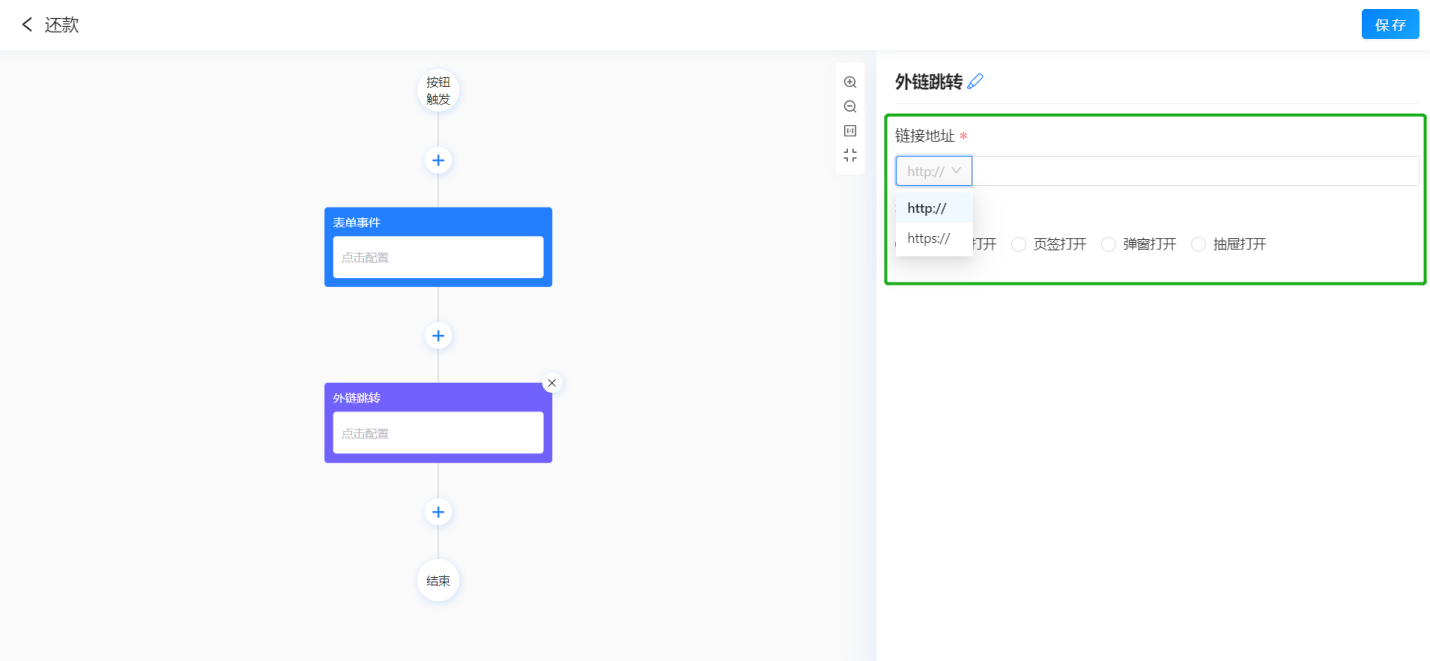 还款
保存
按钮
触发
表单事件
点击配置
外链跳转
点击配置
结束
外链跳转
链接地址 *
http://
http://
https://
打开 页签打开 弹窗打开 抽屉打开